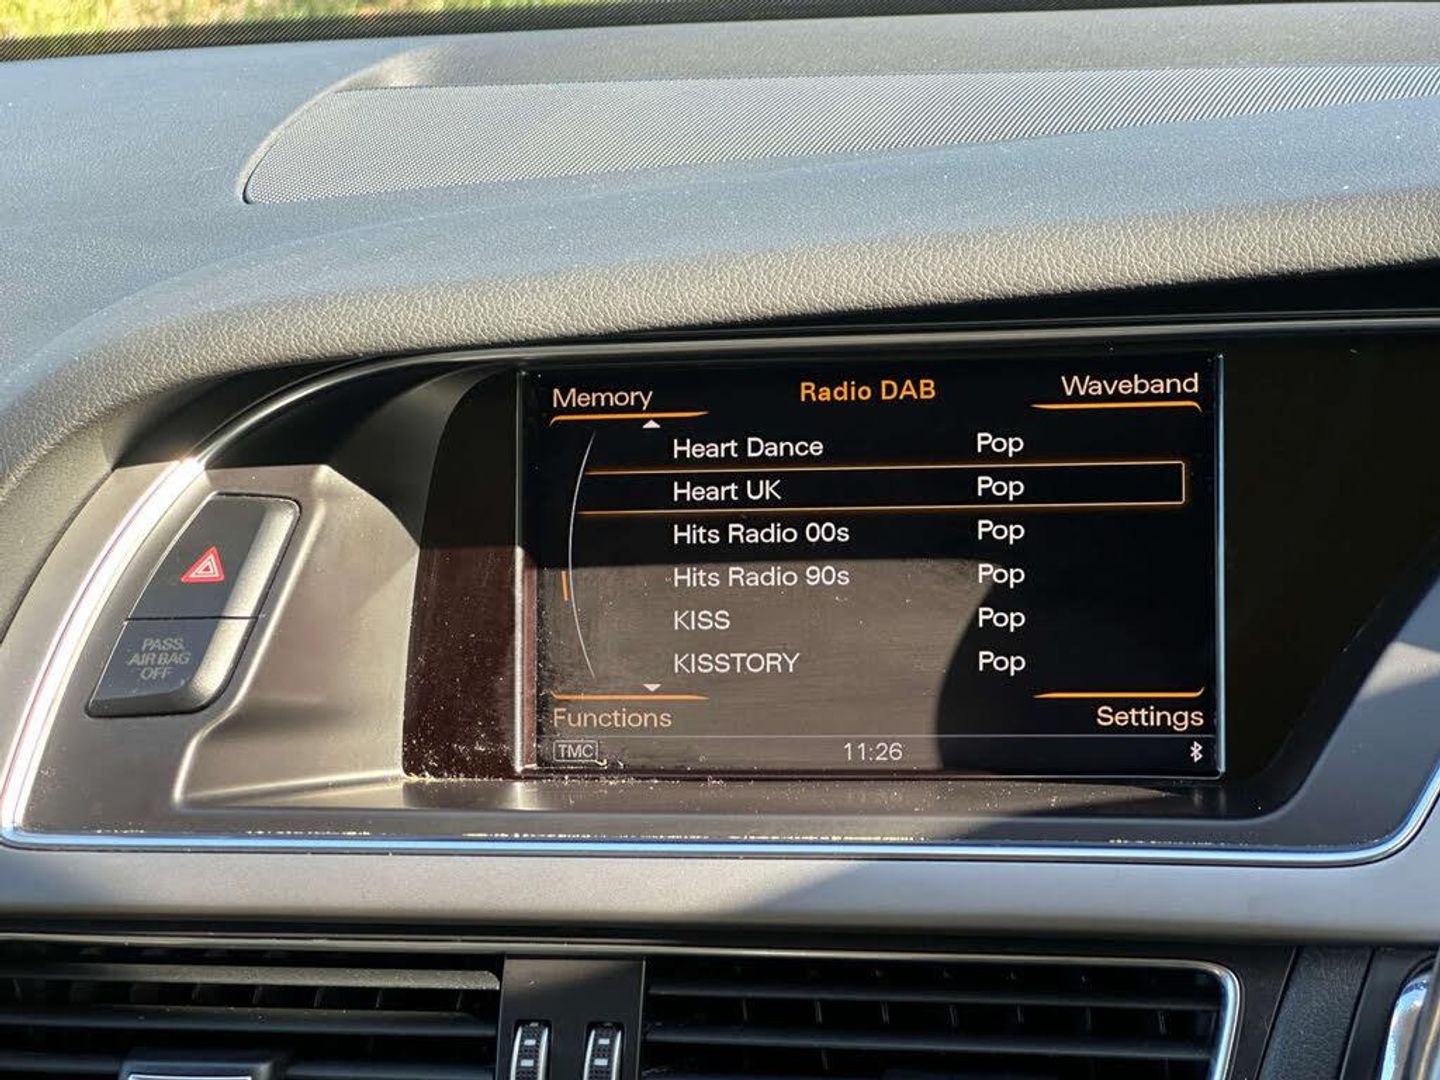 Memory Radio DAB Waveband
Heart Dance Pop
Heart UK Pop
Hits Radio 00s Pop
Hits Radio 90s Pop
KISS Pop
KISSTORY Pop
Functions Settings
TMC 11:26
PASS.
AIR BAG
OFF